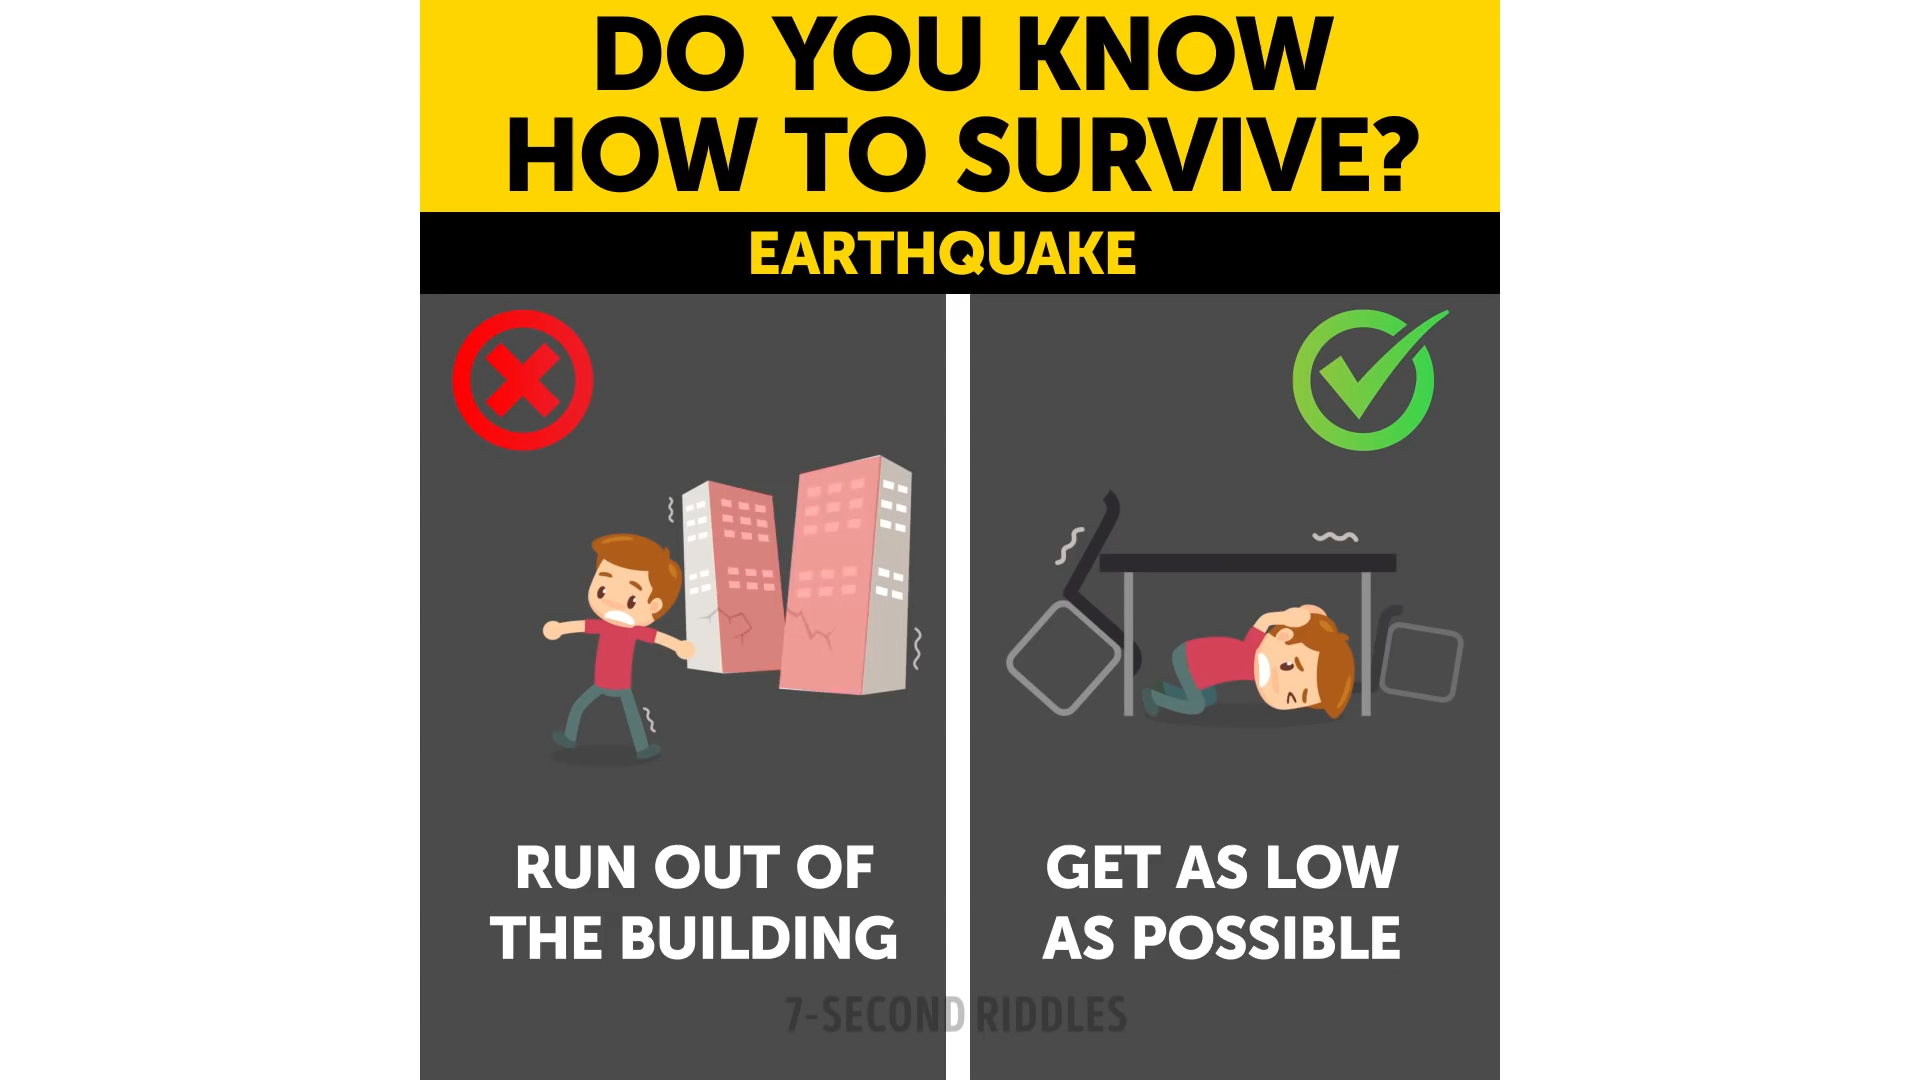 DO YOU KNOW
HOW TO SURVIVE?
EARTHQUAKE
RUN OUT OF
THE BUILDING
GET AS LOW
AS POSSIBLE
7-SECOND RIDDLES